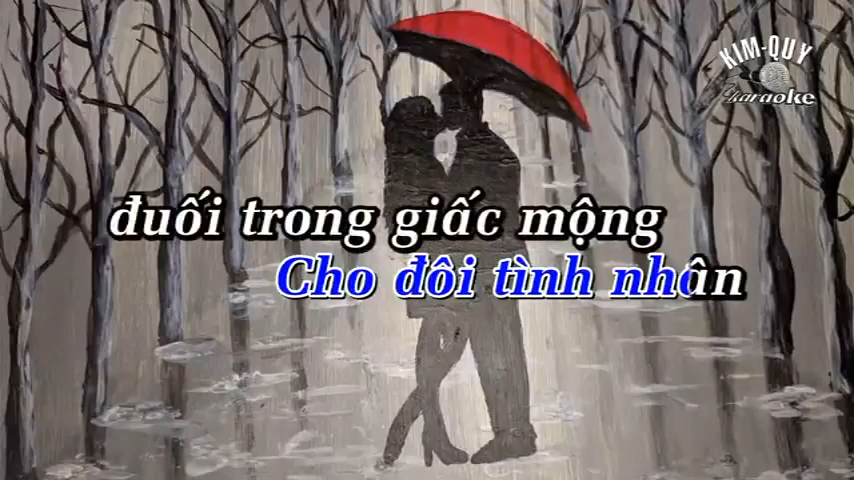 KIM-QUY
Karaoke
đuối trong giấc mộng
Cho đôi tình nhân